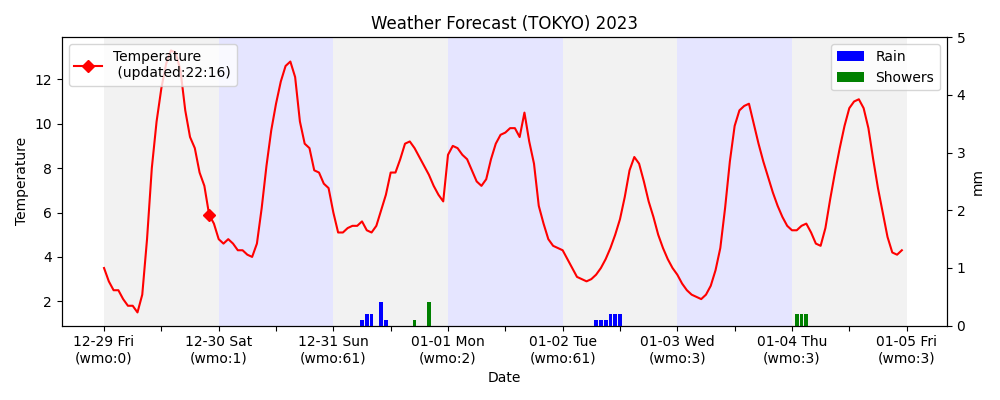 Weather Forecast (TOKYO) 2023
Temperature
(updated:22:16)
Rain
Showers
Temperature
12
10
8
6
4
2
5
4
3
2
1
0
mm
12-29 Fri
(wmo:0)
12-30 Sat
(wmo:1)
12-31 Sun
(wmo:61)
01-01 Mon
(wmo:2)
01-02 Tue
(wmo:61)
01-03 Wed
(wmo:3)
01-04 Thu
(wmo:3)
01-05 Fri
(wmo:3)
Date